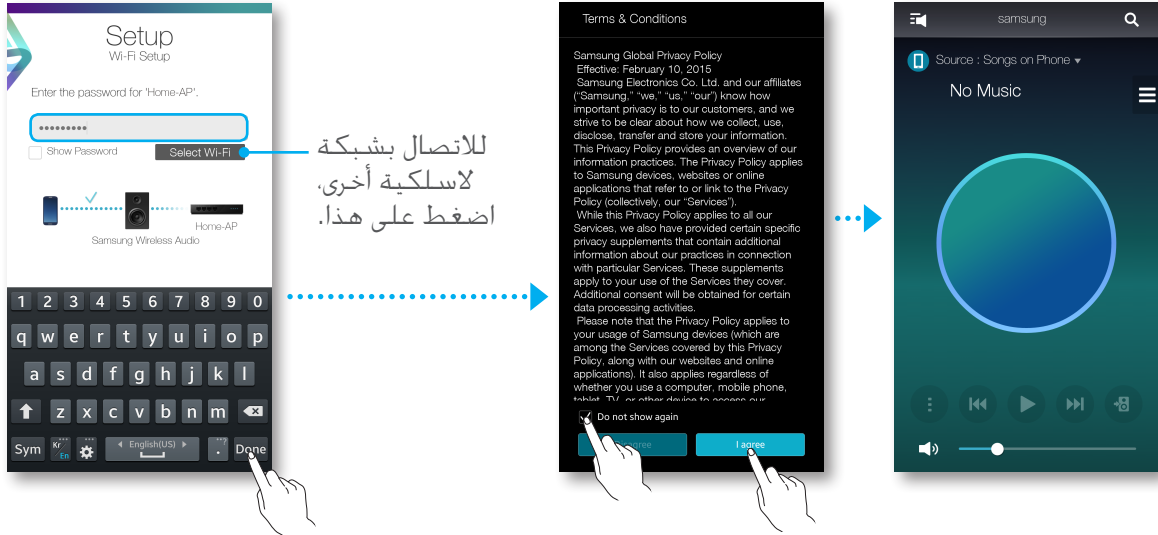 Setup
Wi-Fi Setup
Enter the password for 'Home-AP'.
•••••••••
Show Password
Select Wi-Fi
Home-AP
Samsung Wireless Audio
1 2 3 4 5 6 7 8 9 0
q w e r t y u i o p
a s d f g h j k l
z x c v b n m
Sym Kr/En English(US) . Done
للاتصال بشبكة
لاسلكية أخرى،
اضغط على هذا.
Terms & Conditions
Samsung Global Privacy Policy
Effective: February 10, 2015
Samsung Electronics Co. Ltd. and our affiliates
("Samsung," "we," "us," "our") know how
important privacy is to our customers, and we
strive to be clear about how we collect, use,
disclose, transfer and store your information.
This Privacy Policy provides an overview of our
information practices. The Privacy Policy applies
to Samsung devices, websites or online
applications that refer to or link to the Privacy
Policy (collectively, our "Services").
While this Privacy Policy applies to all our
Services, we also have provided certain specific
privacy supplements that contain additional
information about our practices in connection
with particular Services. These supplements
apply to your use of the Services they cover.
Additional consent will be obtained for certain
data processing activities.
Please note that the Privacy Policy applies to
your usage of Samsung devices (which are
among the Services covered by this Privacy
Policy, along with our websites and online
applications). It also applies regardless of
whether you use a computer, mobile phone,
tablet, TV, or other device to access our
Do not show again
I agree
samsung
Source : Songs on Phone
No Music